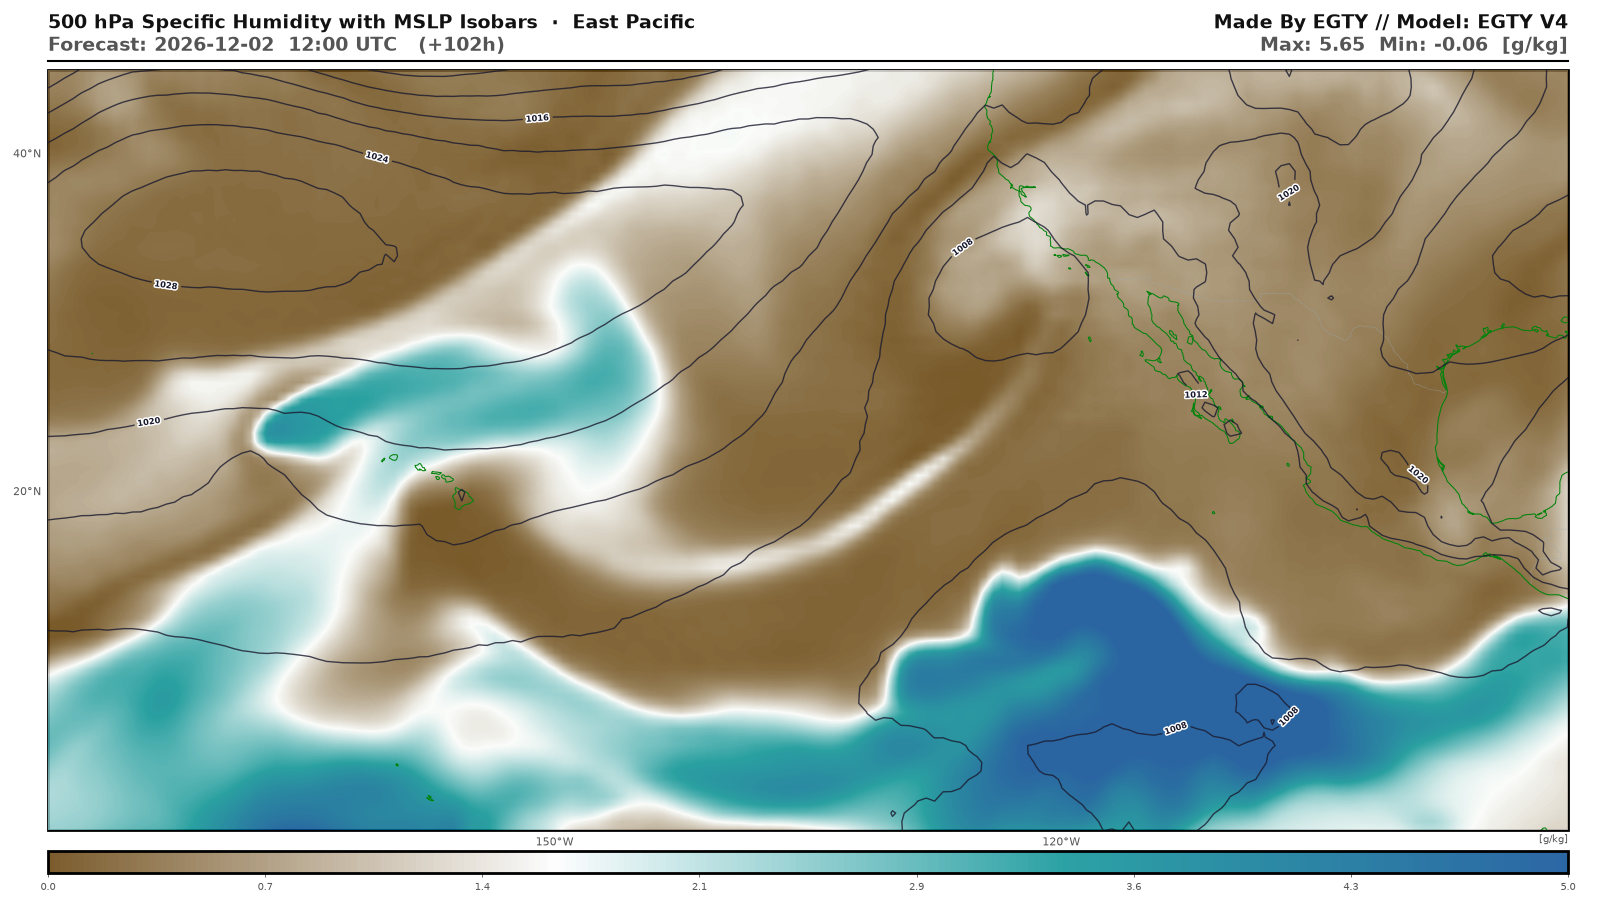 500 hPa Specific Humidity with MSLP Isobars · East Pacific
Made By EGTY // Model: EGTY V4
Forecast: 2026-12-02 12:00 UTC (+102h)
Max: 5.65 Min: -0.06 [g/kg]
1016
1024
40°N
1020
1008
1028
1012
1020
1020
20°N
1008
1008
150°W
120°W
[g/kg]
0.0
0.7
1.4
2.1
2.9
3.6
4.3
5.0